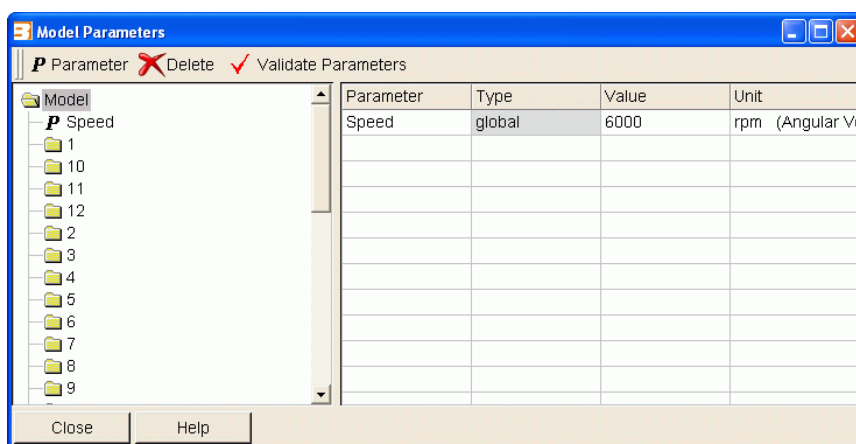 Model Parameters
P Parameter Delete Validate Parameters
Model
P Speed
1
10
11
12
2
3
4
5
6
7
8
9
Parameter Type Value Unit
Speed global 6000 rpm (Angular V
Close Help